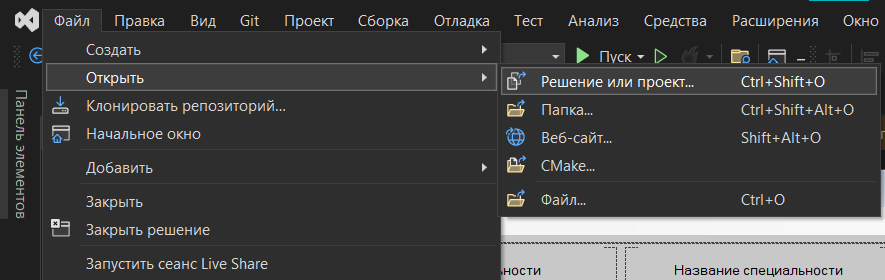 Файл Правка Вид Git Проект Сборка Отладка Тест Анализ Средства Расширения Окно
Пуск
Панель элементов
Создать
Открыть
Клонировать репозиторий...
Начальное окно
Добавить
Закрыть
Закрыть решение
Запустить сеанс Live Share
Решение или проект... Ctrl+Shift+O
Папка... Ctrl+Shift+Alt+O
Веб-сайт... Shift+Alt+O
CMake...
Файл... Ctrl+O
ьности
Название специальности